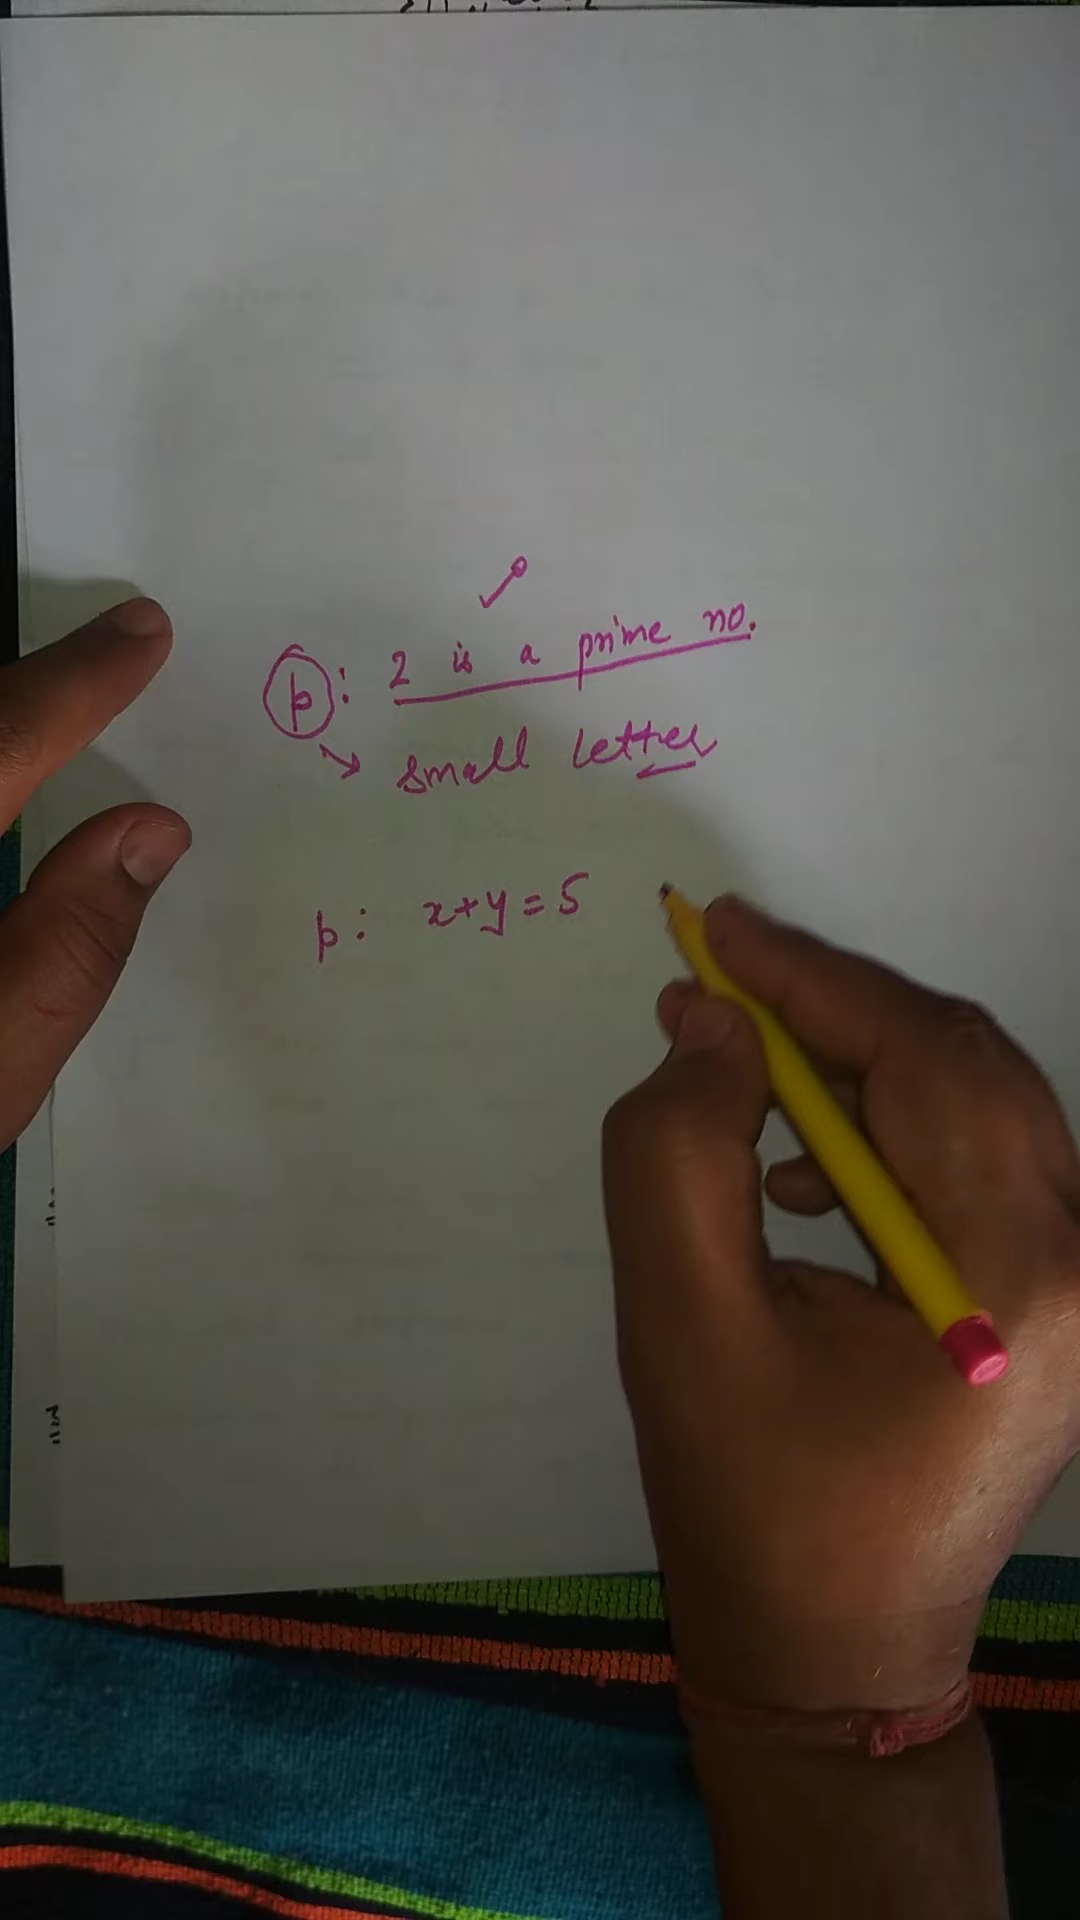 p: 2 is a prime no.
small letter
p: x+y=5